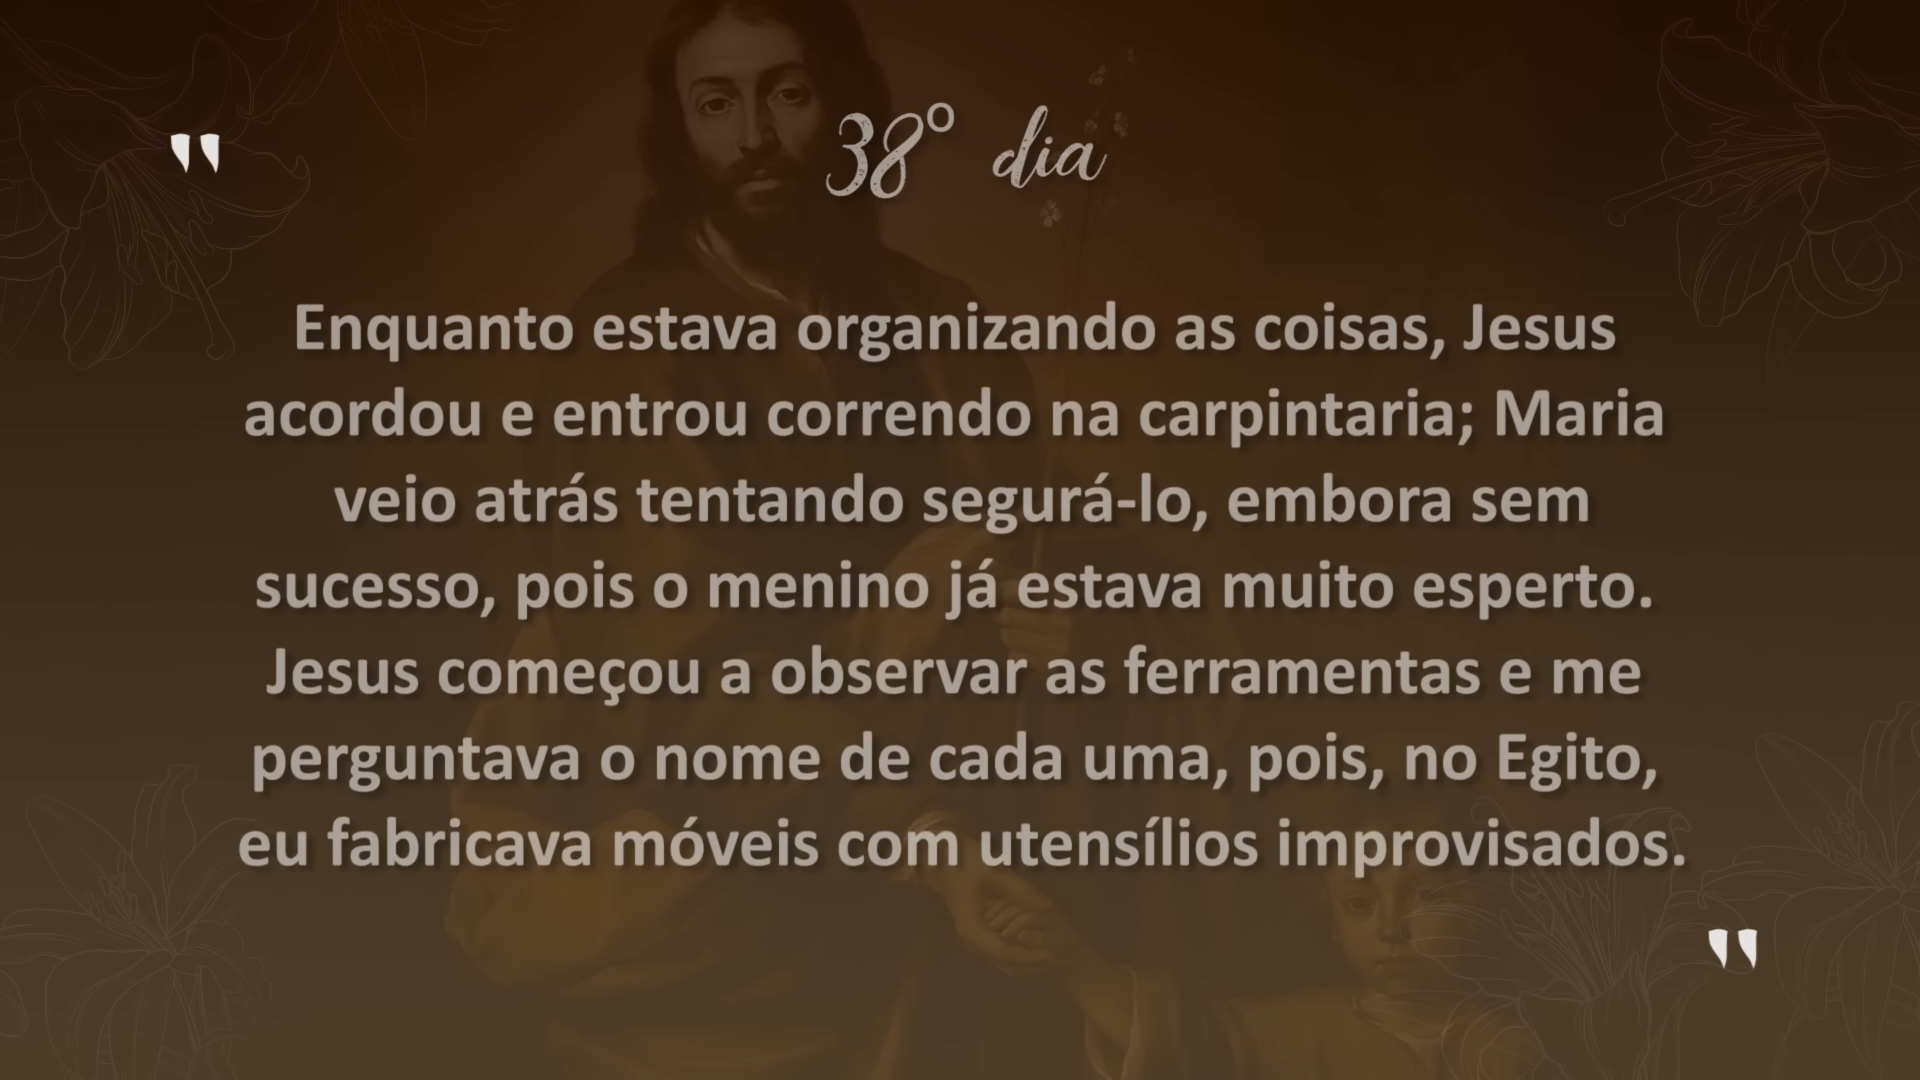 "
38º dia
Enquanto estava organizando as coisas, Jesus
acordou e entrou correndo na carpintaria; Maria
veio atrás tentando segurá-lo, embora sem
sucesso, pois o menino já estava muito esperto.
Jesus começou a observar as ferramentas e me
perguntava o nome de cada uma, pois, no Egito,
eu fabricava móveis com utensílios improvisados.
"